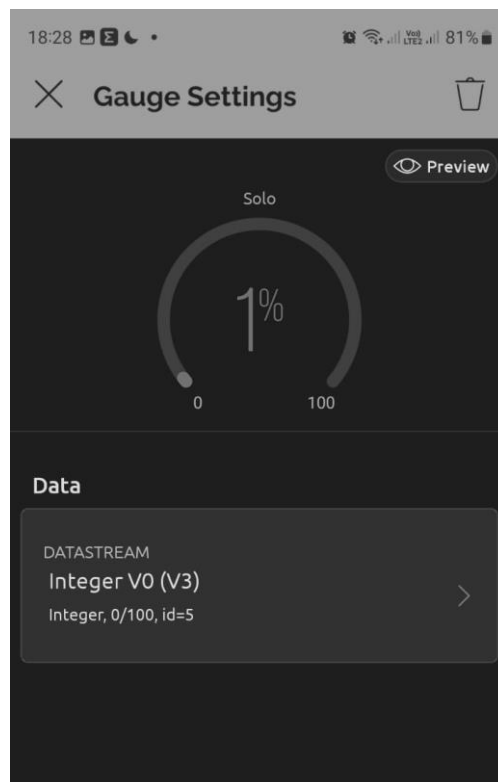 18:28 81%
Gauge Settings
Preview
Solo
1%
0 100
Data
DATASTREAM
Integer V0 (V3)
Integer, 0/100, id=5